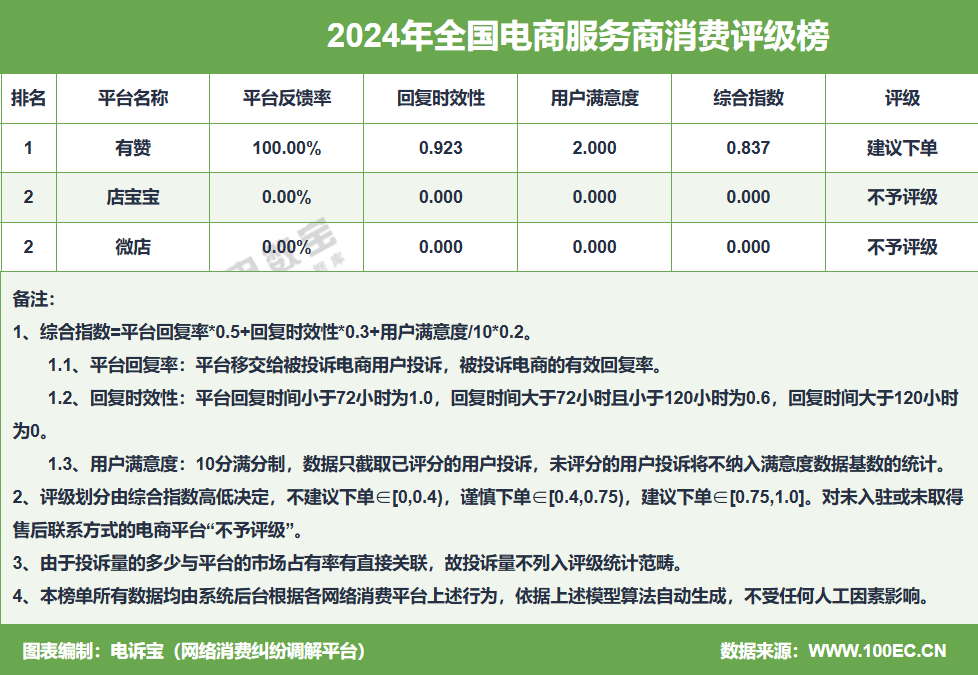 2024年全国电商服务商消费评级榜
排名 平台名称 平台反馈率 回复时效性 用户满意度 综合指数 评级
1 有赞 100.00% 0.923 2.000 0.837 建议下单
2 店宝宝 0.00% 0.000 0.000 0.000 不予评级
2 微店 0.00% 0.000 0.000 0.000 不予评级
备注：
1、综合指数=平台回复率*0.5+回复时效性*0.3+用户满意度/10*0.2。
1.1、平台回复率：平台移交给被投诉电商用户投诉，被投诉电商的有效回复率。
1.2、回复时效性：平台回复时间小于72小时为1.0，回复时间大于72小时且小于120小时为0.6，回复时间大于120小时
为0。
1.3、用户满意度：10分满分制，数据只截取已评分的用户投诉，未评分的用户投诉将不纳入满意度数据基数的统计。
2、评级划分由综合指数高低决定，不建议下单∈[0,0.4)，谨慎下单∈[0.4,0.75)，建议下单∈[0.75,1.0]。对未入驻或未取得
售后联系方式的电商平台“不予评级”。
3、由于投诉量的多少与平台的市场占有率有直接关联，故投诉量不列入评级统计范畴。
4、本榜单所有数据均由系统后台根据各网络消费平台上述行为，依据上述模型算法自动生成，不受任何人工因素影响。
图表编制：电诉宝（网络消费纠纷调解平台） 数据来源：WWW.100EC.CN